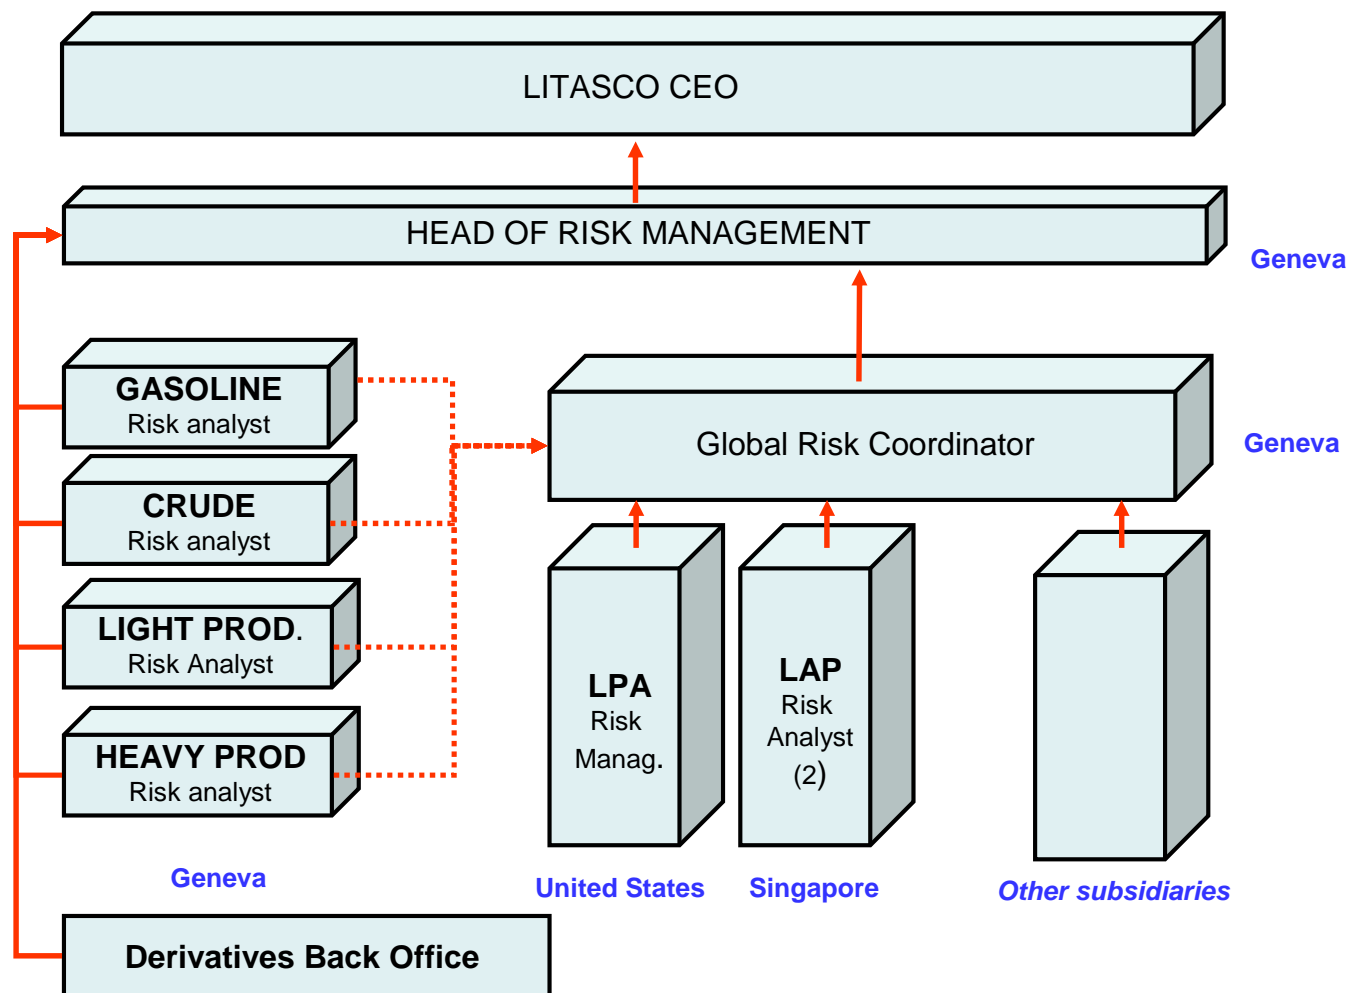 LITASCO CEO
HEAD OF RISK MANAGEMENT
Geneva
GASOLINE
Risk analyst
CRUDE
Risk analyst
LIGHT PROD.
Risk Analyst
HEAVY PROD
Risk analyst
Geneva
Global Risk Coordinator
Geneva
LPA
Risk
Manag.
United States
LAP
Risk
Analyst
(2)
Singapore
Other subsidiaries
Derivatives Back Office